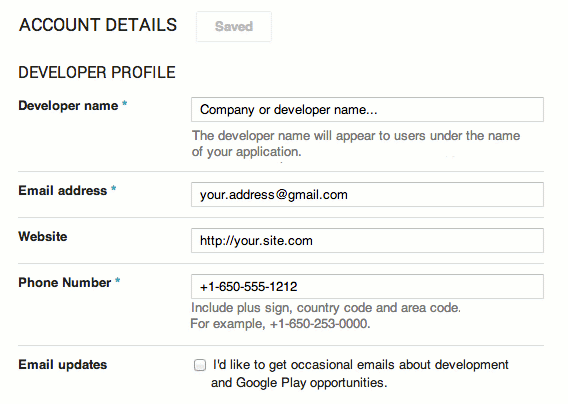 ACCOUNT DETAILS Saved
DEVELOPER PROFILE
Developer name * Company or developer name...
The developer name will appear to users under the name
of your application.
Email address * your.address@gmail.com
Website http://your.site.com
Phone Number * +1-650-555-1212
Include plus sign, country code and area code.
For example, +1-650-253-0000.
Email updates I'd like to get occasional emails about development
and Google Play opportunities.